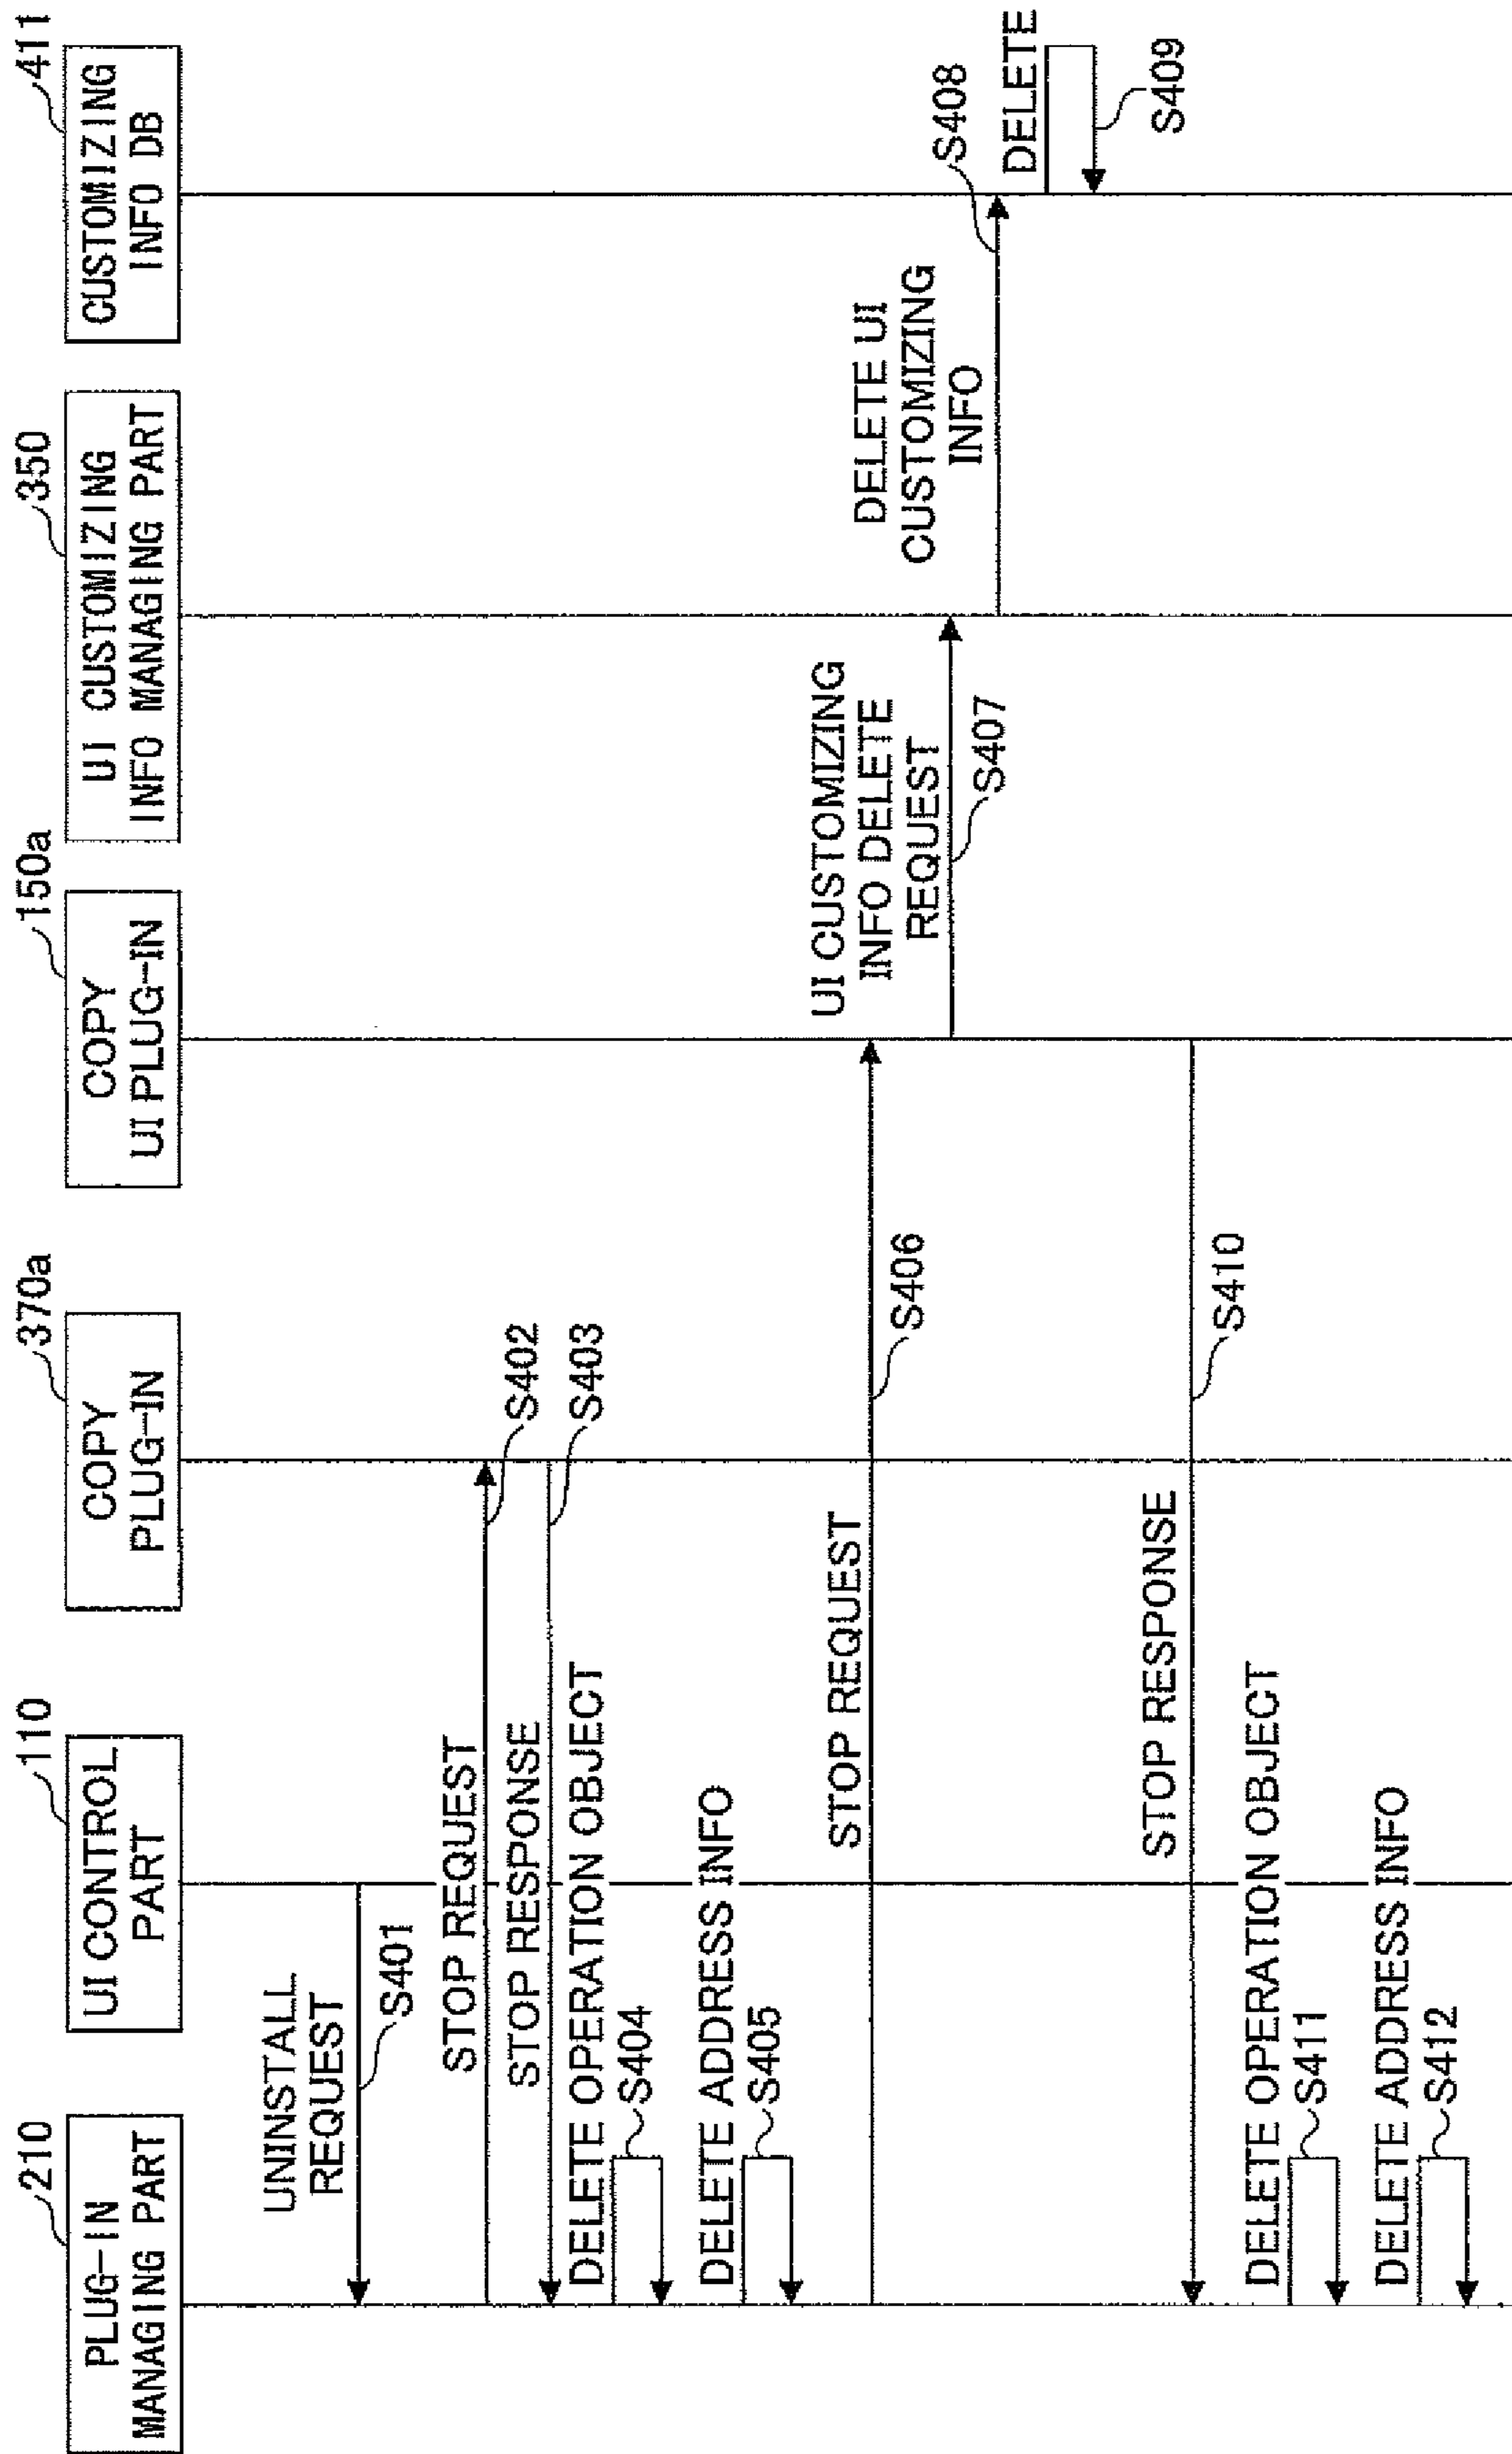 210
PLUG-IN
MANAGING PART
110
UI CONTROL
PART
370a
COPY
PLUG-IN
150a
COPY
UI PLUG-IN
350
UI CUSTOMIZING
INFO MANAGING PART
411
CUSTOMIZING
INFO DB
UNINSTALL
REQUEST
S401
STOP REQUEST
S402
STOP RESPONSE
S403
DELETE OPERATION OBJECT
S404
DELETE ADDRESS INFO
S405
STOP REQUEST
S406
UI CUSTOMIZING
INFO DELETE
REQUEST
S407
DELETE UI
CUSTOMIZING
INFO
S408
DELETE
S409
STOP RESPONSE
S410
DELETE OPERATION OBJECT
S411
DELETE ADDRESS INFO
S412